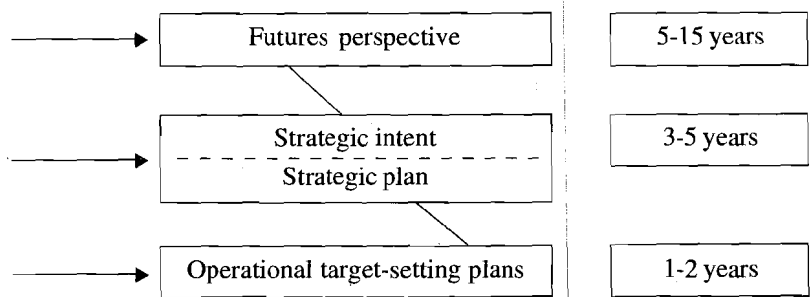 Futures perspective
5-15 years
Strategic intent
3-5 years
Strategic plan
Operational target-setting plans
1-2 years